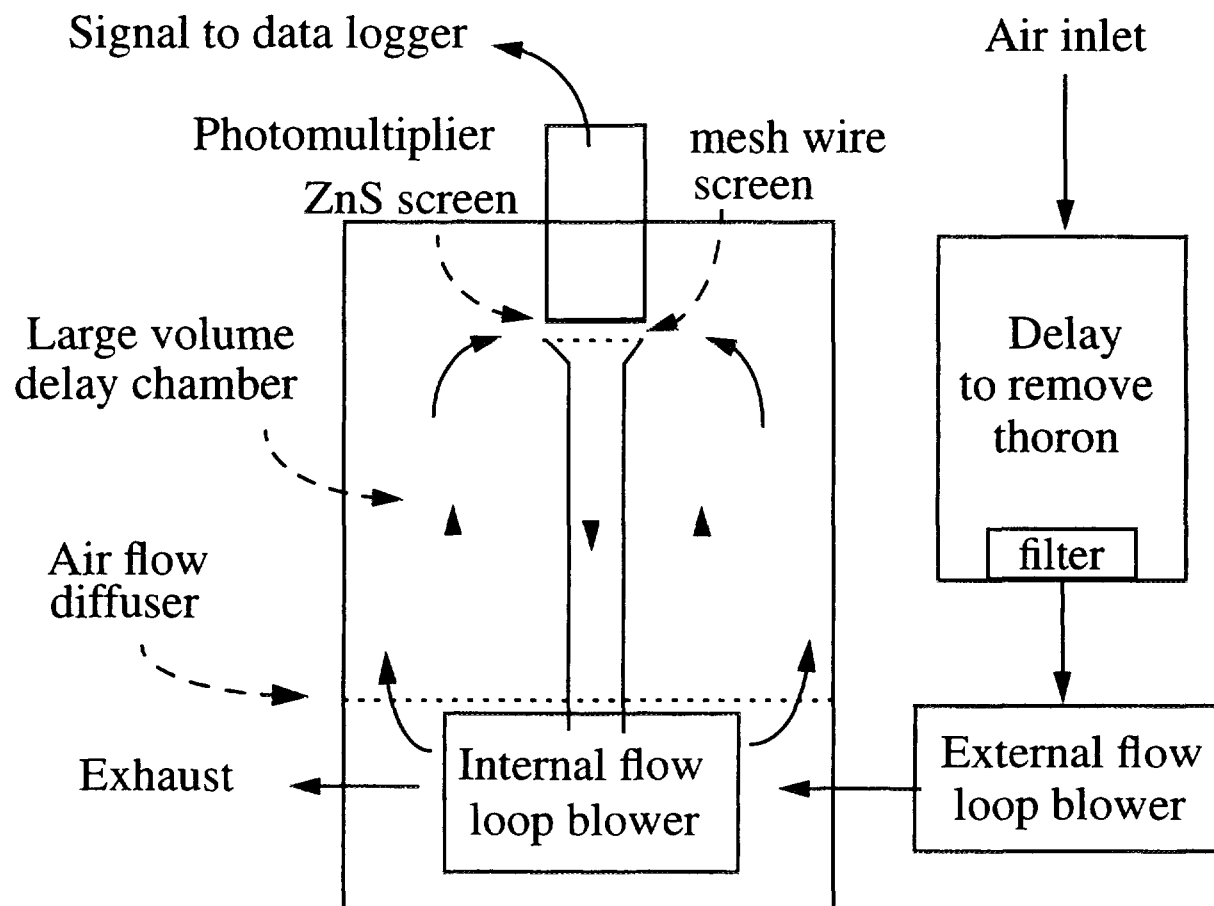 Signal to data logger
Air inlet
Photomultiplier
mesh wire
screen
ZnS screen
Large volume
delay chamber
Delay
to remove
thoron
Air flow
diffuser
filter
Exhaust
Internal flow
loop blower
External flow
loop blower